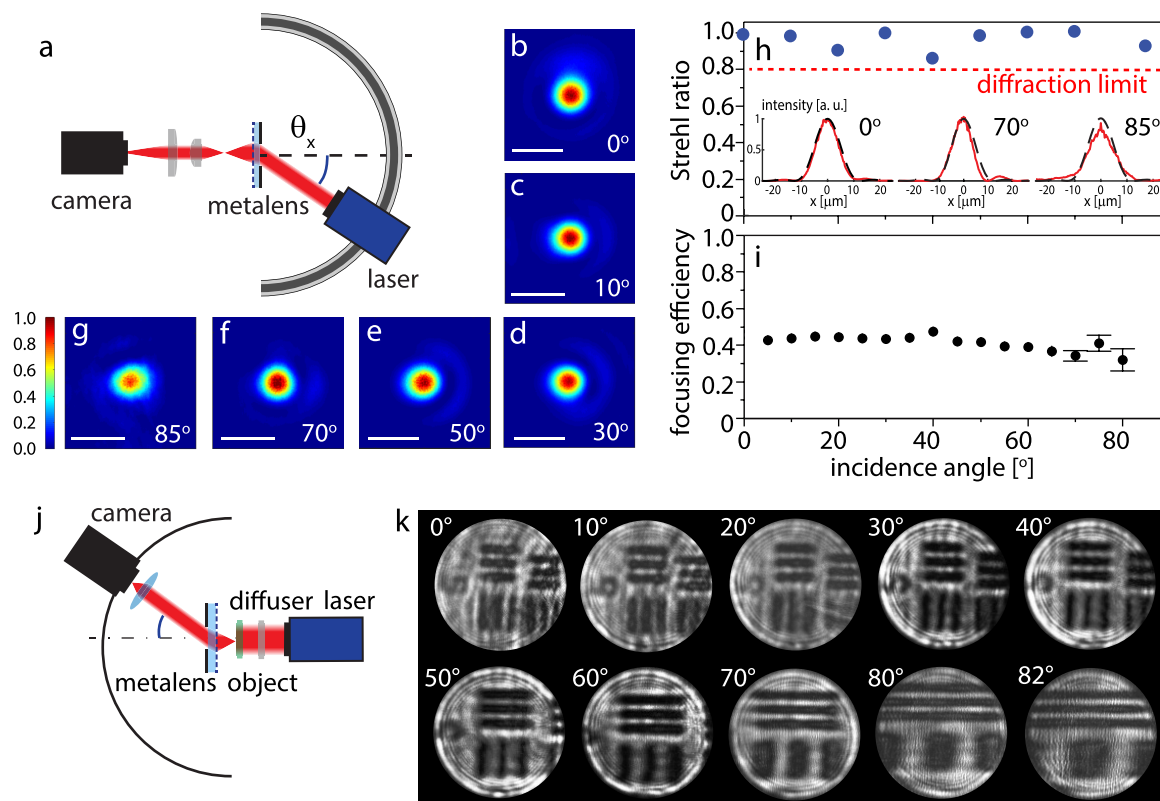 a
θx
camera
metalens
laser
b
0°
c
10°
1.0
0.8
0.6
0.4
0.2
0.0
g
85°
f
70°
e
50°
d
30°
h
Strehl ratio
1.0
0.8
0.6
0.4
0.2
0.0
diffraction limit
intensity [a. u.]
1
0.5
0
0°
70°
85°
-20 -10 0 10 20
-20 -10 0 10 20
-20 -10 0 10 20
x [μm]
x [μm]
x [μm]
i
focusing efficiency
1.0
0.8
0.6
0.4
0.2
0.0
0 20 40 60 80
incidence angle [°]
j
camera
diffuser laser
metalens object
k
0° 10° 20° 30° 40°
50° 60° 70° 80° 82°